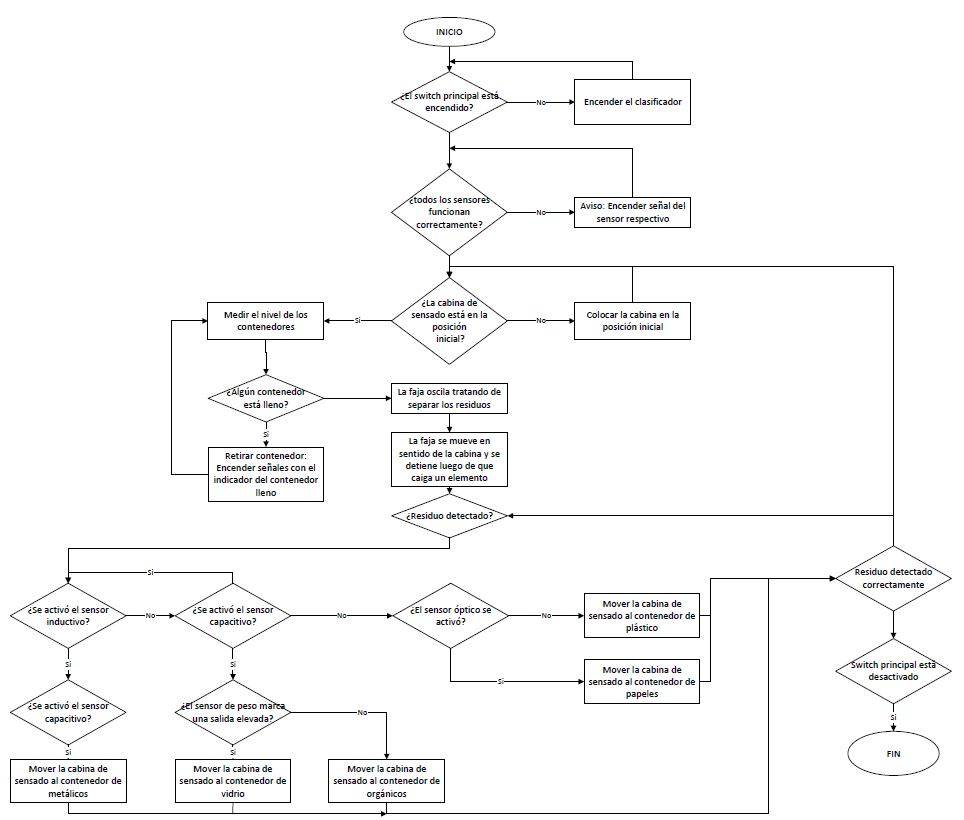 INICIO
¿El switch principal está
encendido?
No
Encender el clasificador
¿todos los sensores
funcionan
correctamente?
No
Aviso: Encender señal del
sensor respectivo
¿La cabina de
sensado está en la
posición
inicial?
No
Colocar la cabina en la
posición inicial
Sí
Medir el nivel de los
contenedores
¿Algún contenedor
está lleno?
Sí
Retirar contenedor:
Encender señales con el
indicador del contenedor
lleno
La faja oscila tratando de
separar los residuos
La faja se mueve en
sentido de la cabina y se
detiene luego de que
caiga un elemento
¿Residuo detectado?
Sí
¿Se activó el sensor
inductivo?
No
¿Se activó el sensor
capacitivo?
No
¿El sensor óptico se
activó?
No
Mover la cabina de
sensado al contenedor de
plástico
Sí
Mover la cabina de
sensado al contenedor de
papeles
Residuo detectado
correctamente
Switch principal está
desactivado
Sí
FIN
Sí
¿Se activó el sensor
capacitivo?
Sí
Mover la cabina de
sensado al contenedor de
metálicos
Sí
¿El sensor de peso marca
una salida elevada?
No
Sí
Mover la cabina de
sensado al contenedor de
vidrio
Mover la cabina de
sensado al contenedor de
orgánicos